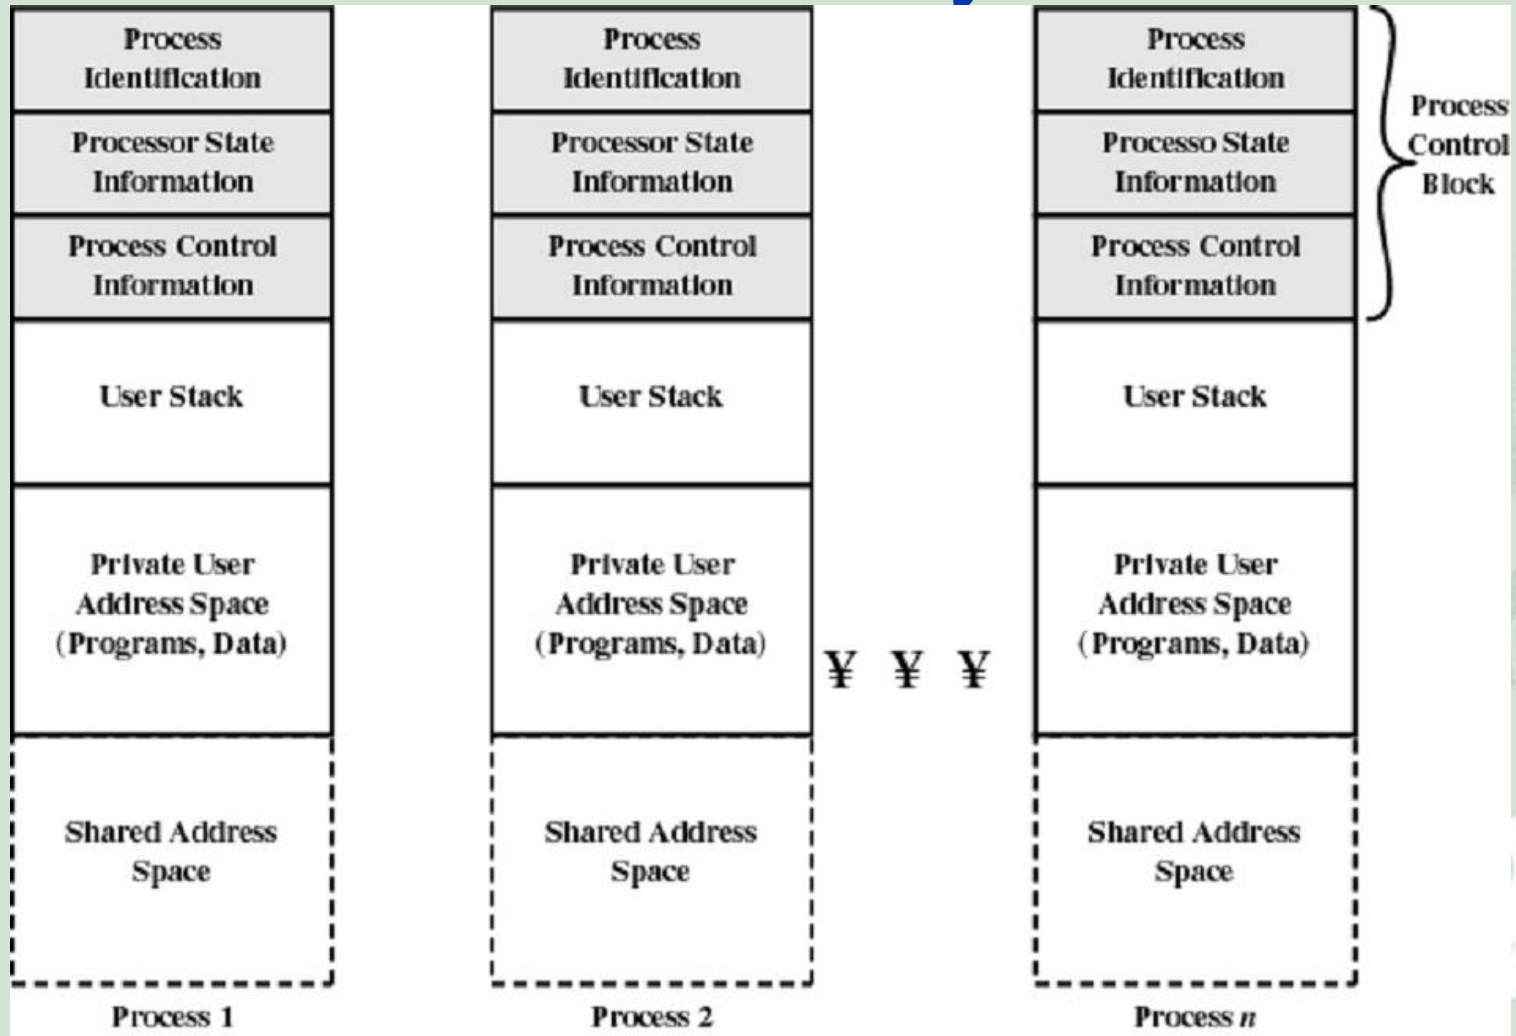 Process
Identification
Processor State
Information
Process Control
Information
User Stack
Private User
Address Space
(Programs, Data)
Shared Address
Space
Process 1
Process
Identification
Processor State
Information
Process Control
Information
User Stack
Private User
Address Space
(Programs, Data)
Shared Address
Space
Process 2
¥ ¥ ¥
Process
Identification
Processo State
Information
Process Control
Information
User Stack
Private User
Address Space
(Programs, Data)
Shared Address
Space
Process n
Process
Control
Block